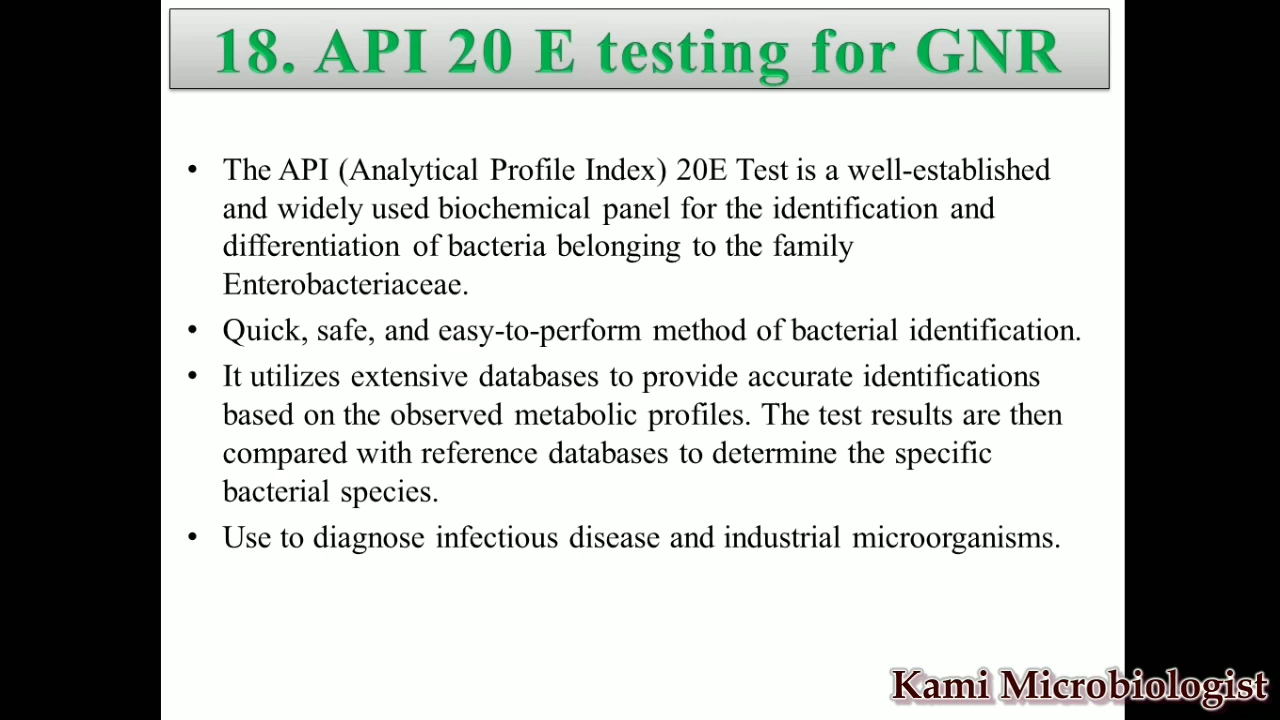 18. API 20 E testing for GNR
• The API (Analytical Profile Index) 20E Test is a well-established
and widely used biochemical panel for the identification and
differentiation of bacteria belonging to the family
Enterobacteriaceae.
• Quick, safe, and easy-to-perform method of bacterial identification.
• It utilizes extensive databases to provide accurate identifications
based on the observed metabolic profiles. The test results are then
compared with reference databases to determine the specific
bacterial species.
• Use to diagnose infectious disease and industrial microorganisms.
Kami Microbiologist